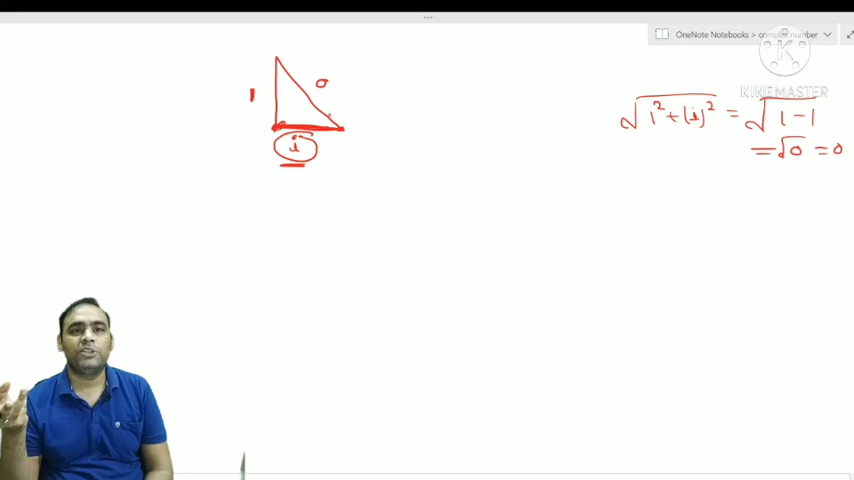 ...
OneNote Notebooks > complex number
K
KINEMASTER
1
0
i
√1² + (i)² = √1 - 1
= √0 = 0